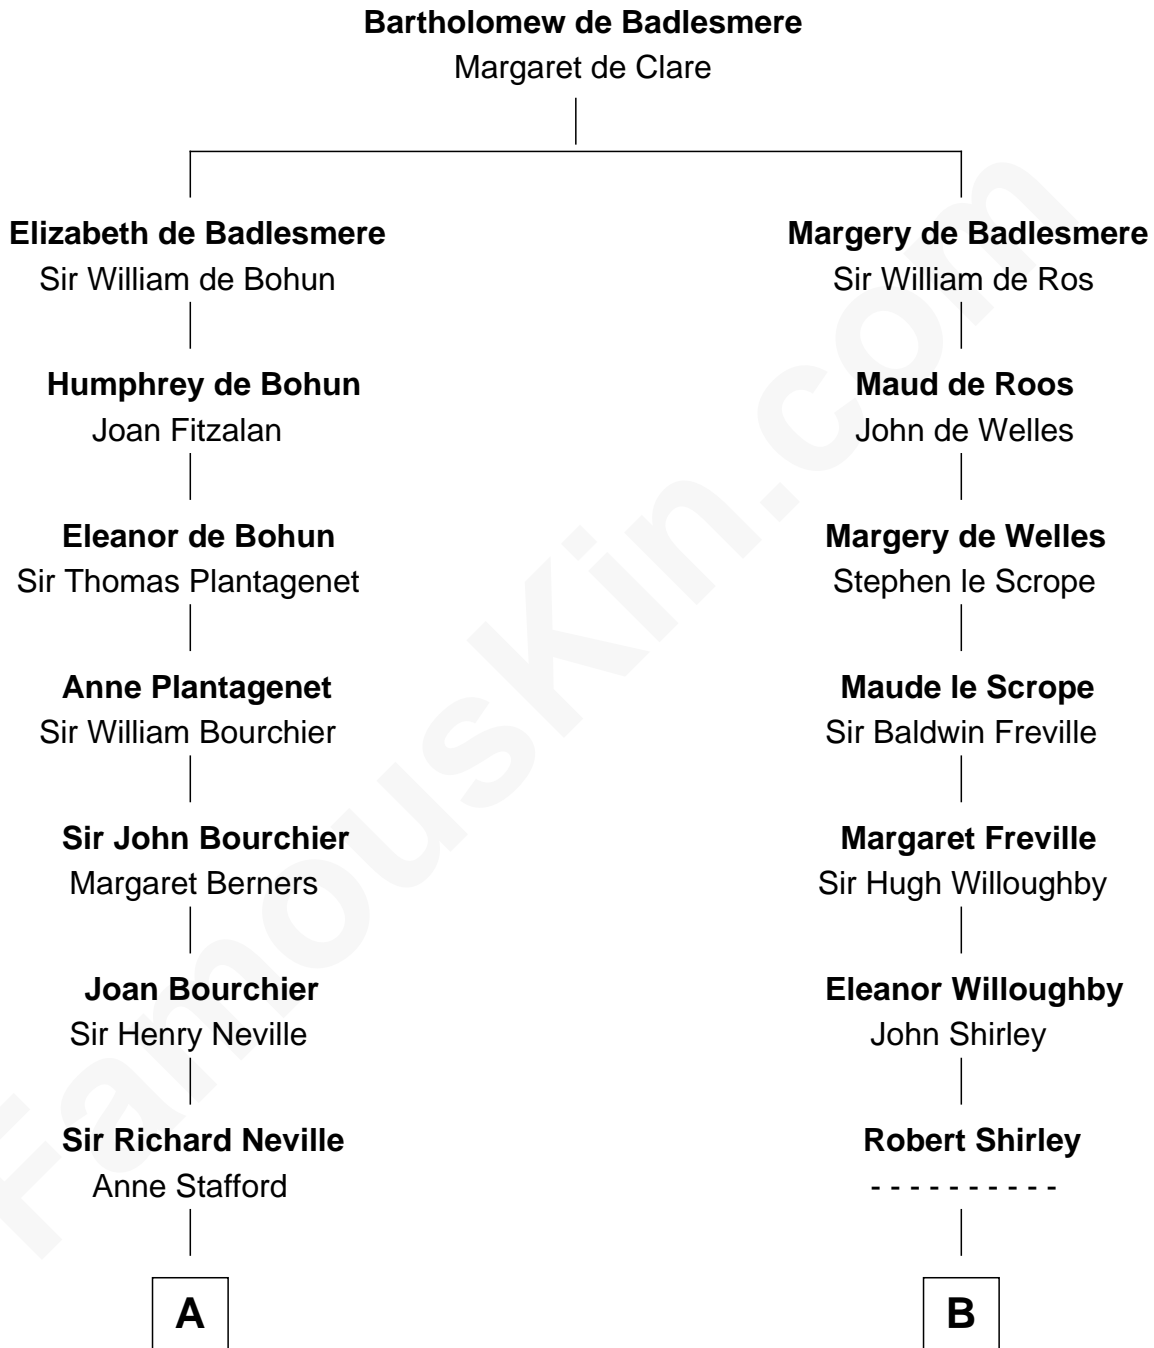 Bartholomew de Badlesmere
Margaret de Clare
Elizabeth de Badlesmere
Sir William de Bohun
Margery de Badlesmere
Sir William de Ros
Humphrey de Bohun
Joan Fitzalan
Maud de Roos
John de Welles
Eleanor de Bohun
Sir Thomas Plantagenet
Margery de Welles
Stephen le Scrope
Anne Plantagenet
Sir William Bourchier
Maude le Scrope
Sir Baldwin Freville
Sir John Bourchier
Margaret Berners
Margaret Freville
Sir Hugh Willoughby
Joan Bourchier
Sir Henry Neville
Eleanor Willoughby
John Shirley
Sir Richard Neville
Anne Stafford
Robert Shirley
- - - - - - - - - -
A
B
FamousKin.com